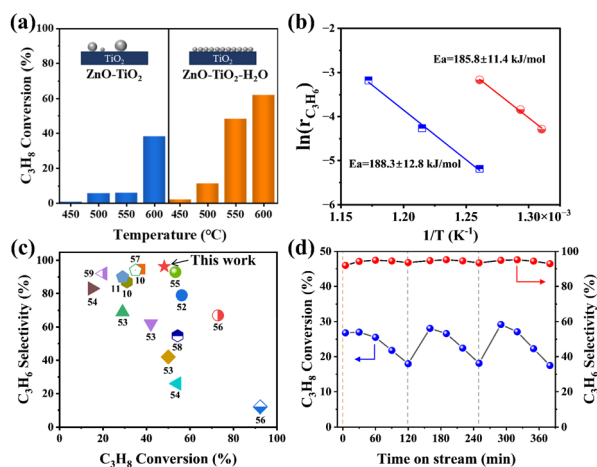 (a)
C₃H₈ Conversion (%)
100
80
60
40
20
0
TiO₂
TiO₂
ZnO-TiO₂
ZnO-TiO₂-H₂O
450 500 550 600 450 500 550 600
Temperature (°C)
(b)
ln(r_C₃H₆)
-2
-3
-4
-5
-6
Ea=185.8±11.4 kJ/mol
Ea=188.3±12.8 kJ/mol
1.15 1.20 1.25 1.30×10⁻³
1/T (K⁻¹)
(c)
C₃H₆ Selectivity (%)
100
80
60
40
20
0
This work
59
57
11
10
10
55
54
53
53
52
56
58
53
54
56
0 20 40 60 80 100
C₃H₈ Conversion (%)
(d)
C₃H₈ Conversion (%)
50
40
30
20
10
0
100
80
60
40
20
0
C₃H₆ Selectivity (%)
0 60 120 180 240 300 360
Time on stream (min)